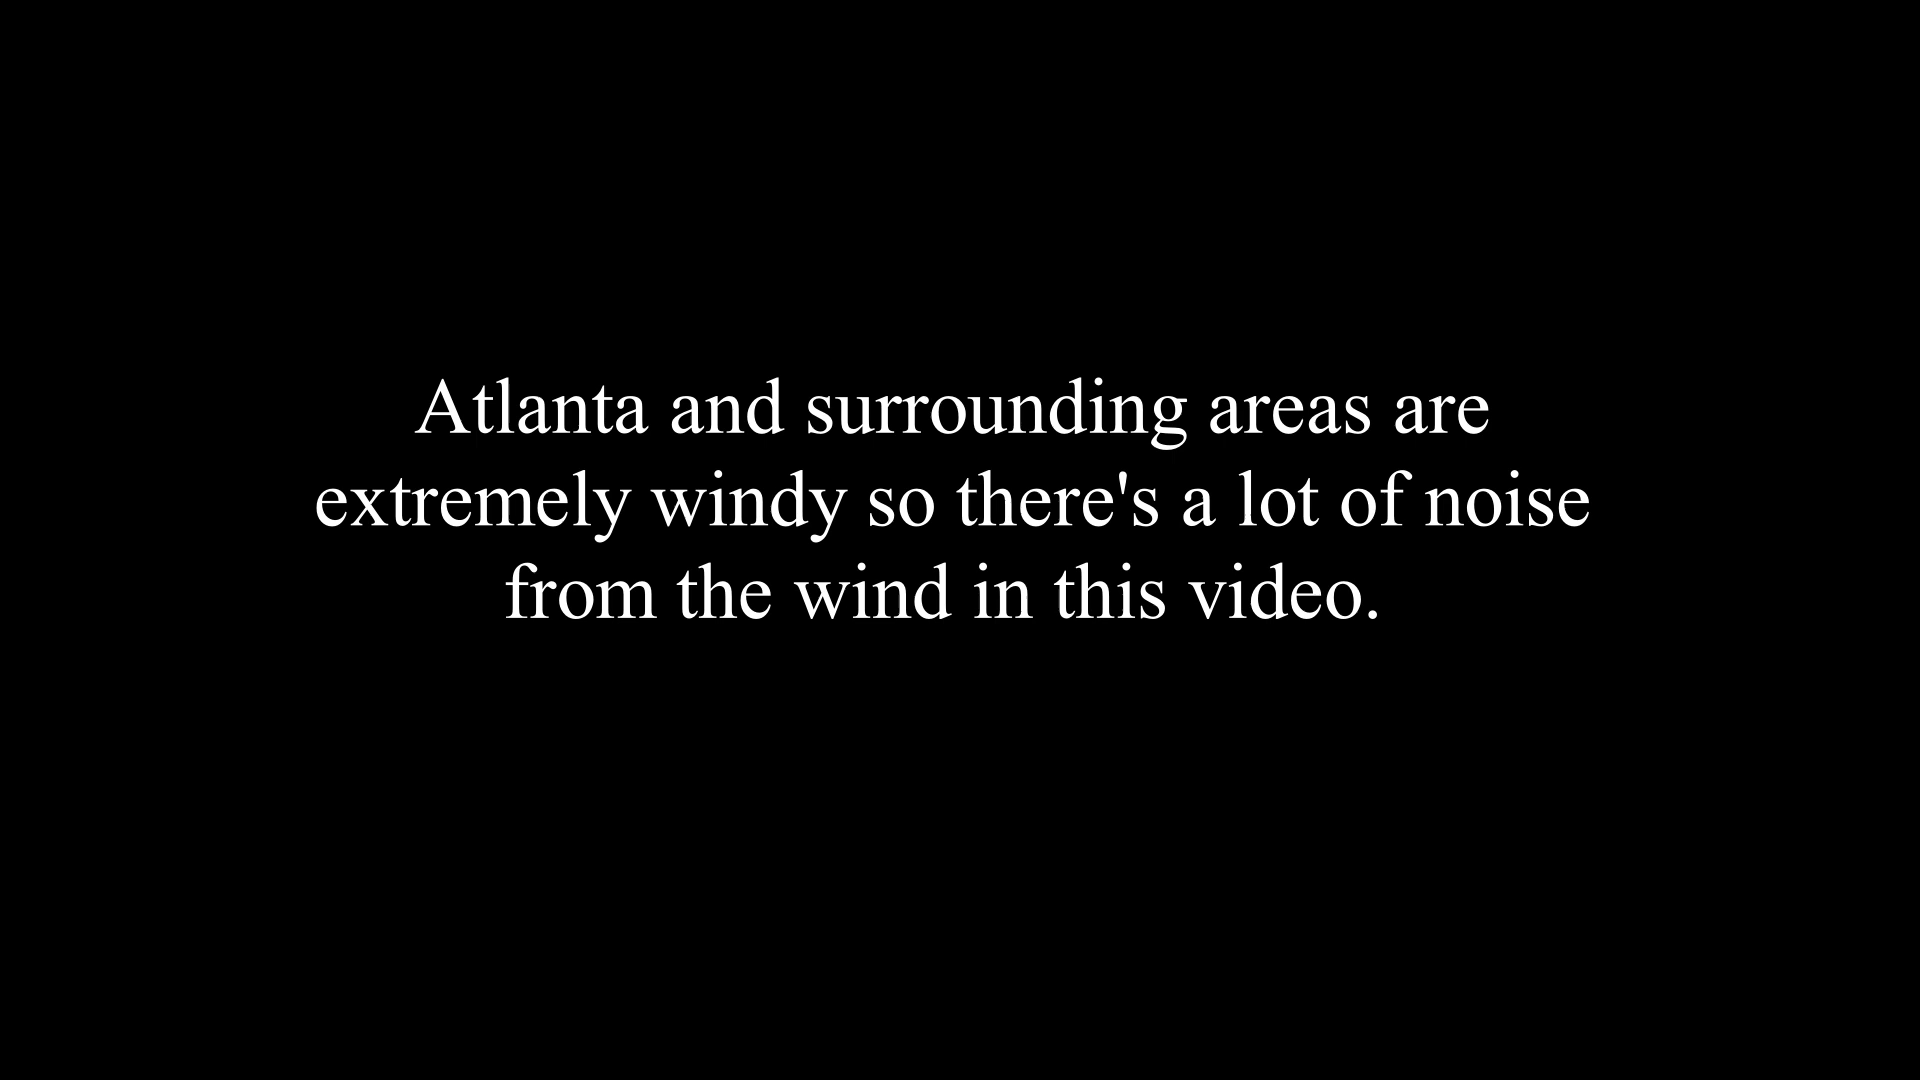 Atlanta and surrounding areas are
extremely windy so there's a lot of noise
from the wind in this video.